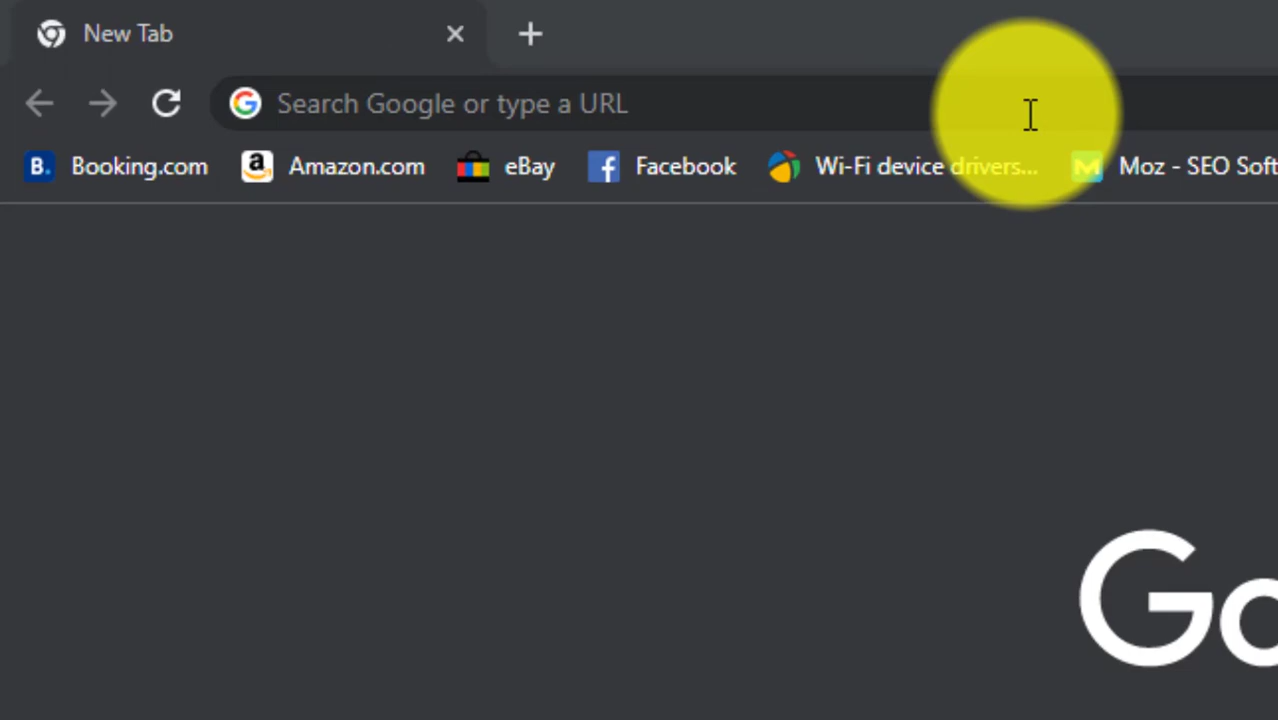 New Tab
Search Google or type a URL
B. Booking.com a Amazon.com eBay f Facebook Wi-Fi device drivers... M Moz - SEO Soft
Go